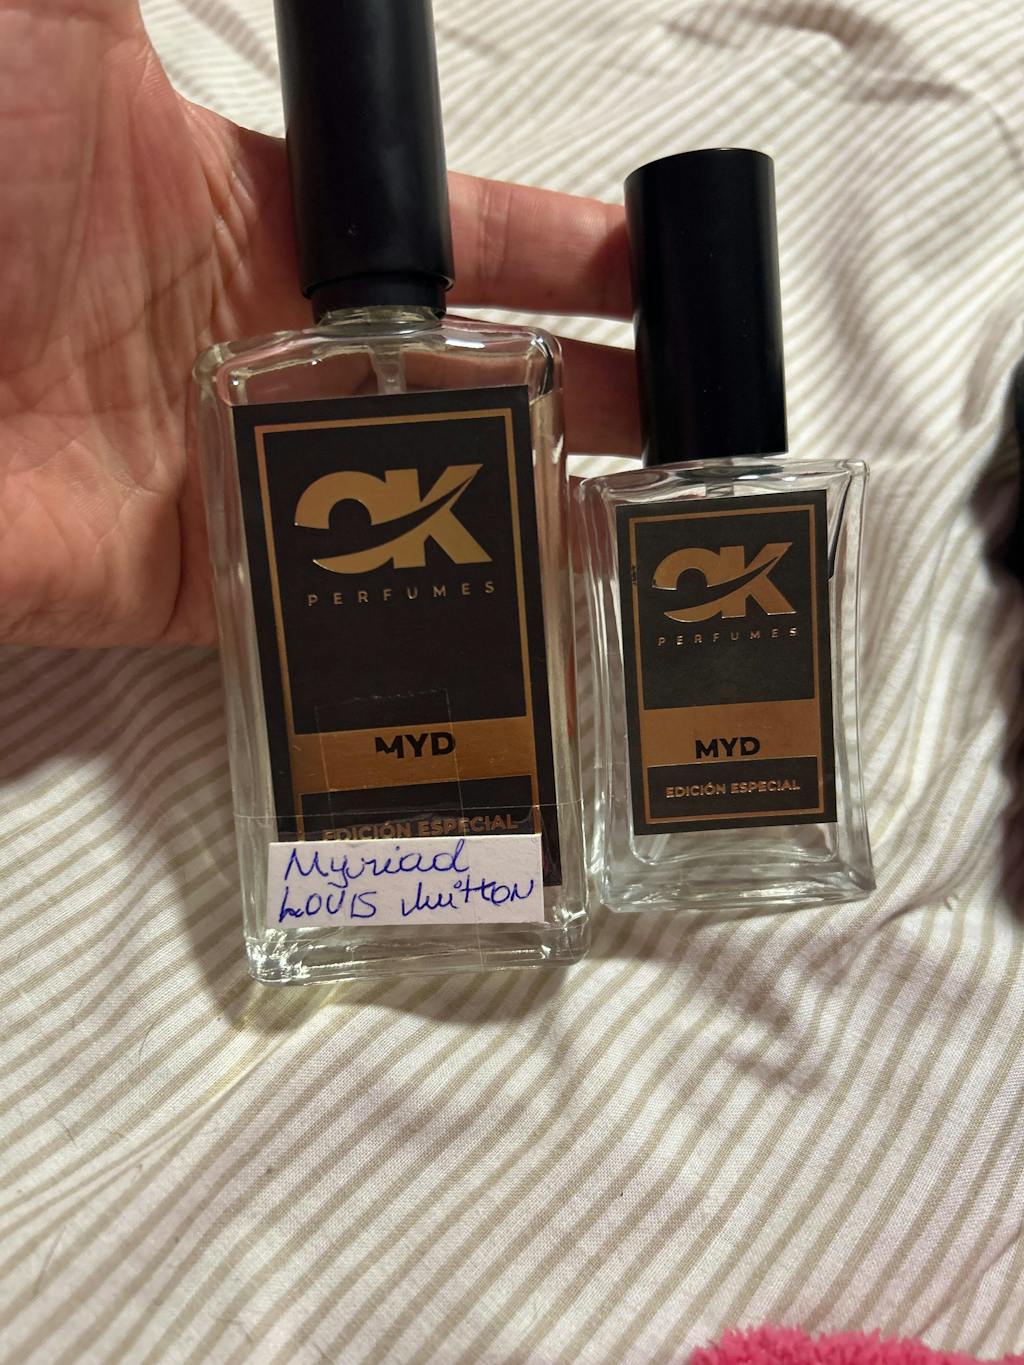 OK
PERFUMES
MYD
EDICIÓN ESPECIAL
Myriad
LOUIS Vuitton
OK
PERFUMES
MYD
EDICIÓN ESPECIAL